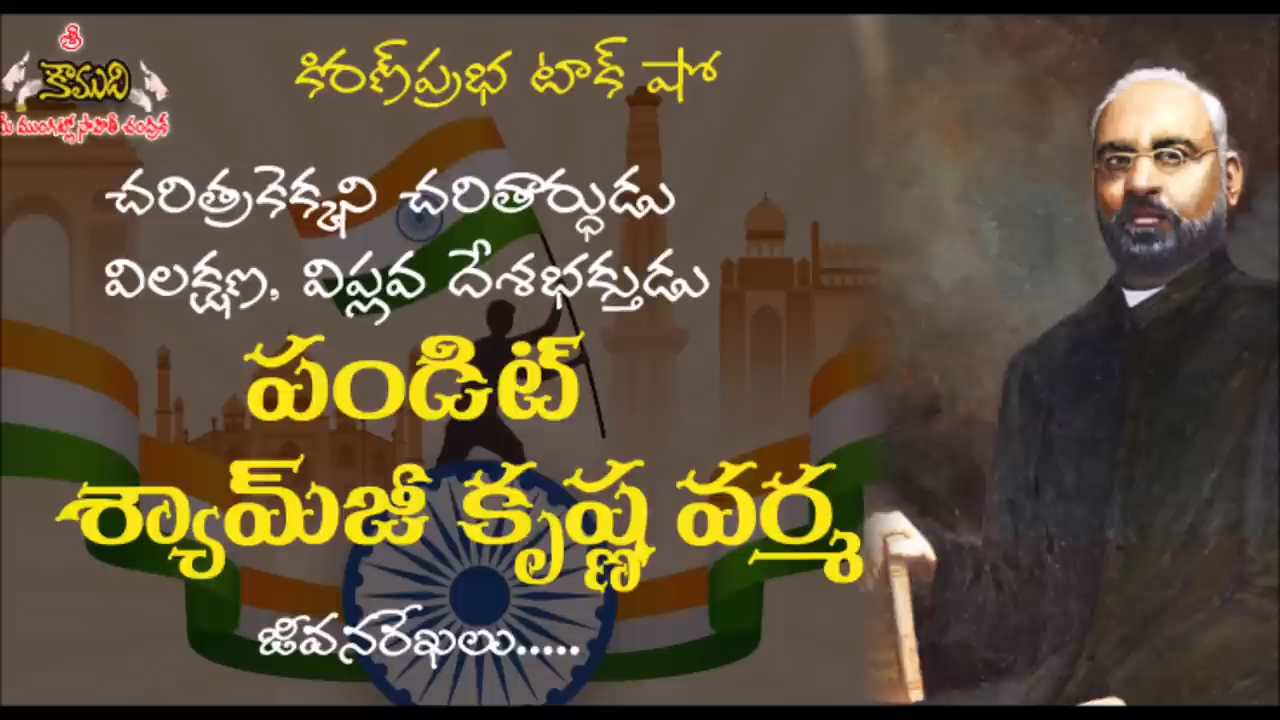 శ్రీ
కౌముది
మీ ముంగిట్లో సాహితీ చంద్రిక
కిరణ్‌ప్రభ టాక్ షో
చరిత్రకెక్కని చరితార్ధుడు
విలక్షణ, విప్లవ దేశభక్తుడు
పండిట్
శ్యామ్‌జీ కృష్ణ వర్మ
జీవనరేఖలు.....